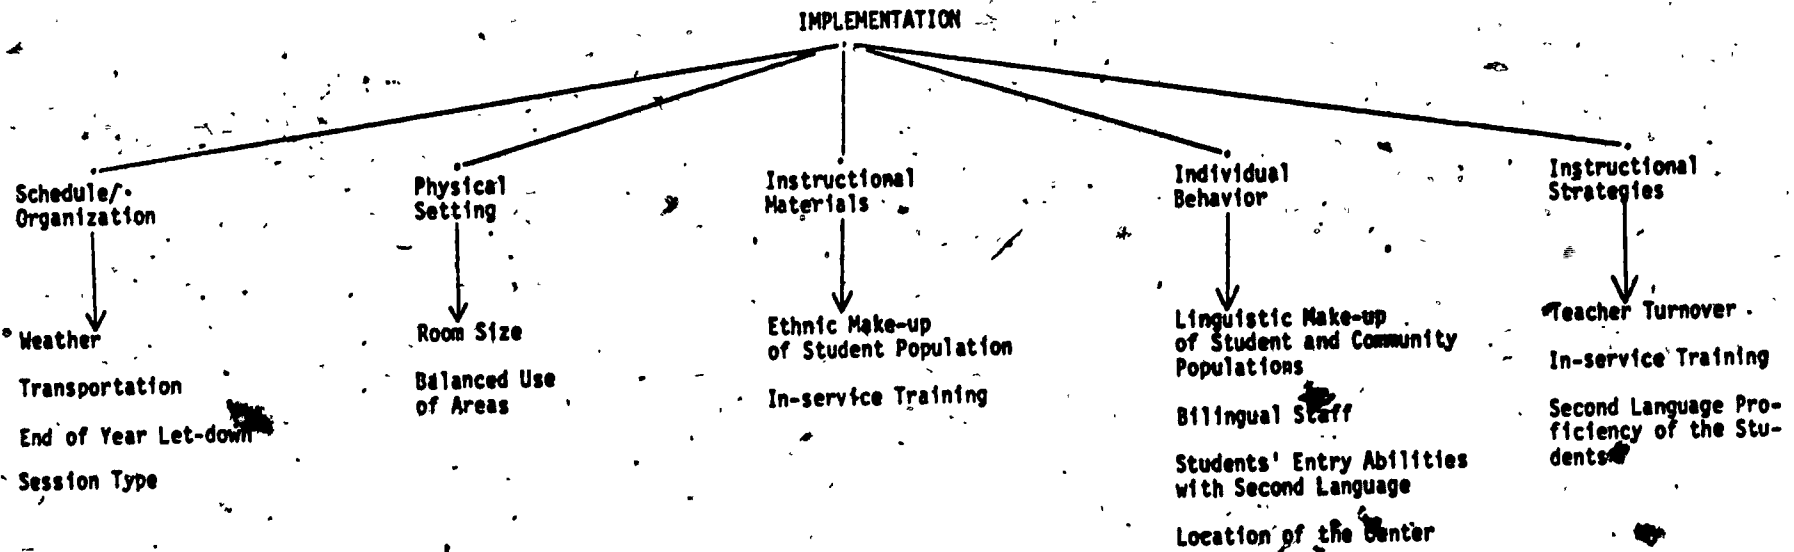 IMPLEMENTATION
Schedule/
Organization
Weather
Transportation
End of Year Let-down
Session Type
Physical
Setting
Room Size
Balanced Use
of Areas
Instructional
Materials
Ethnic Make-up
of Student Population
In-service Training
Individual
Behavior
Linguistic Make-up
of Student and Community
Populations
Bilingual Staff
Students' Entry Abilities
with Second Language
Location of the Center
Instructional
Strategies
Teacher Turnover
In-service Training
Second Language Pro-
ficiency of the Stu-
dents